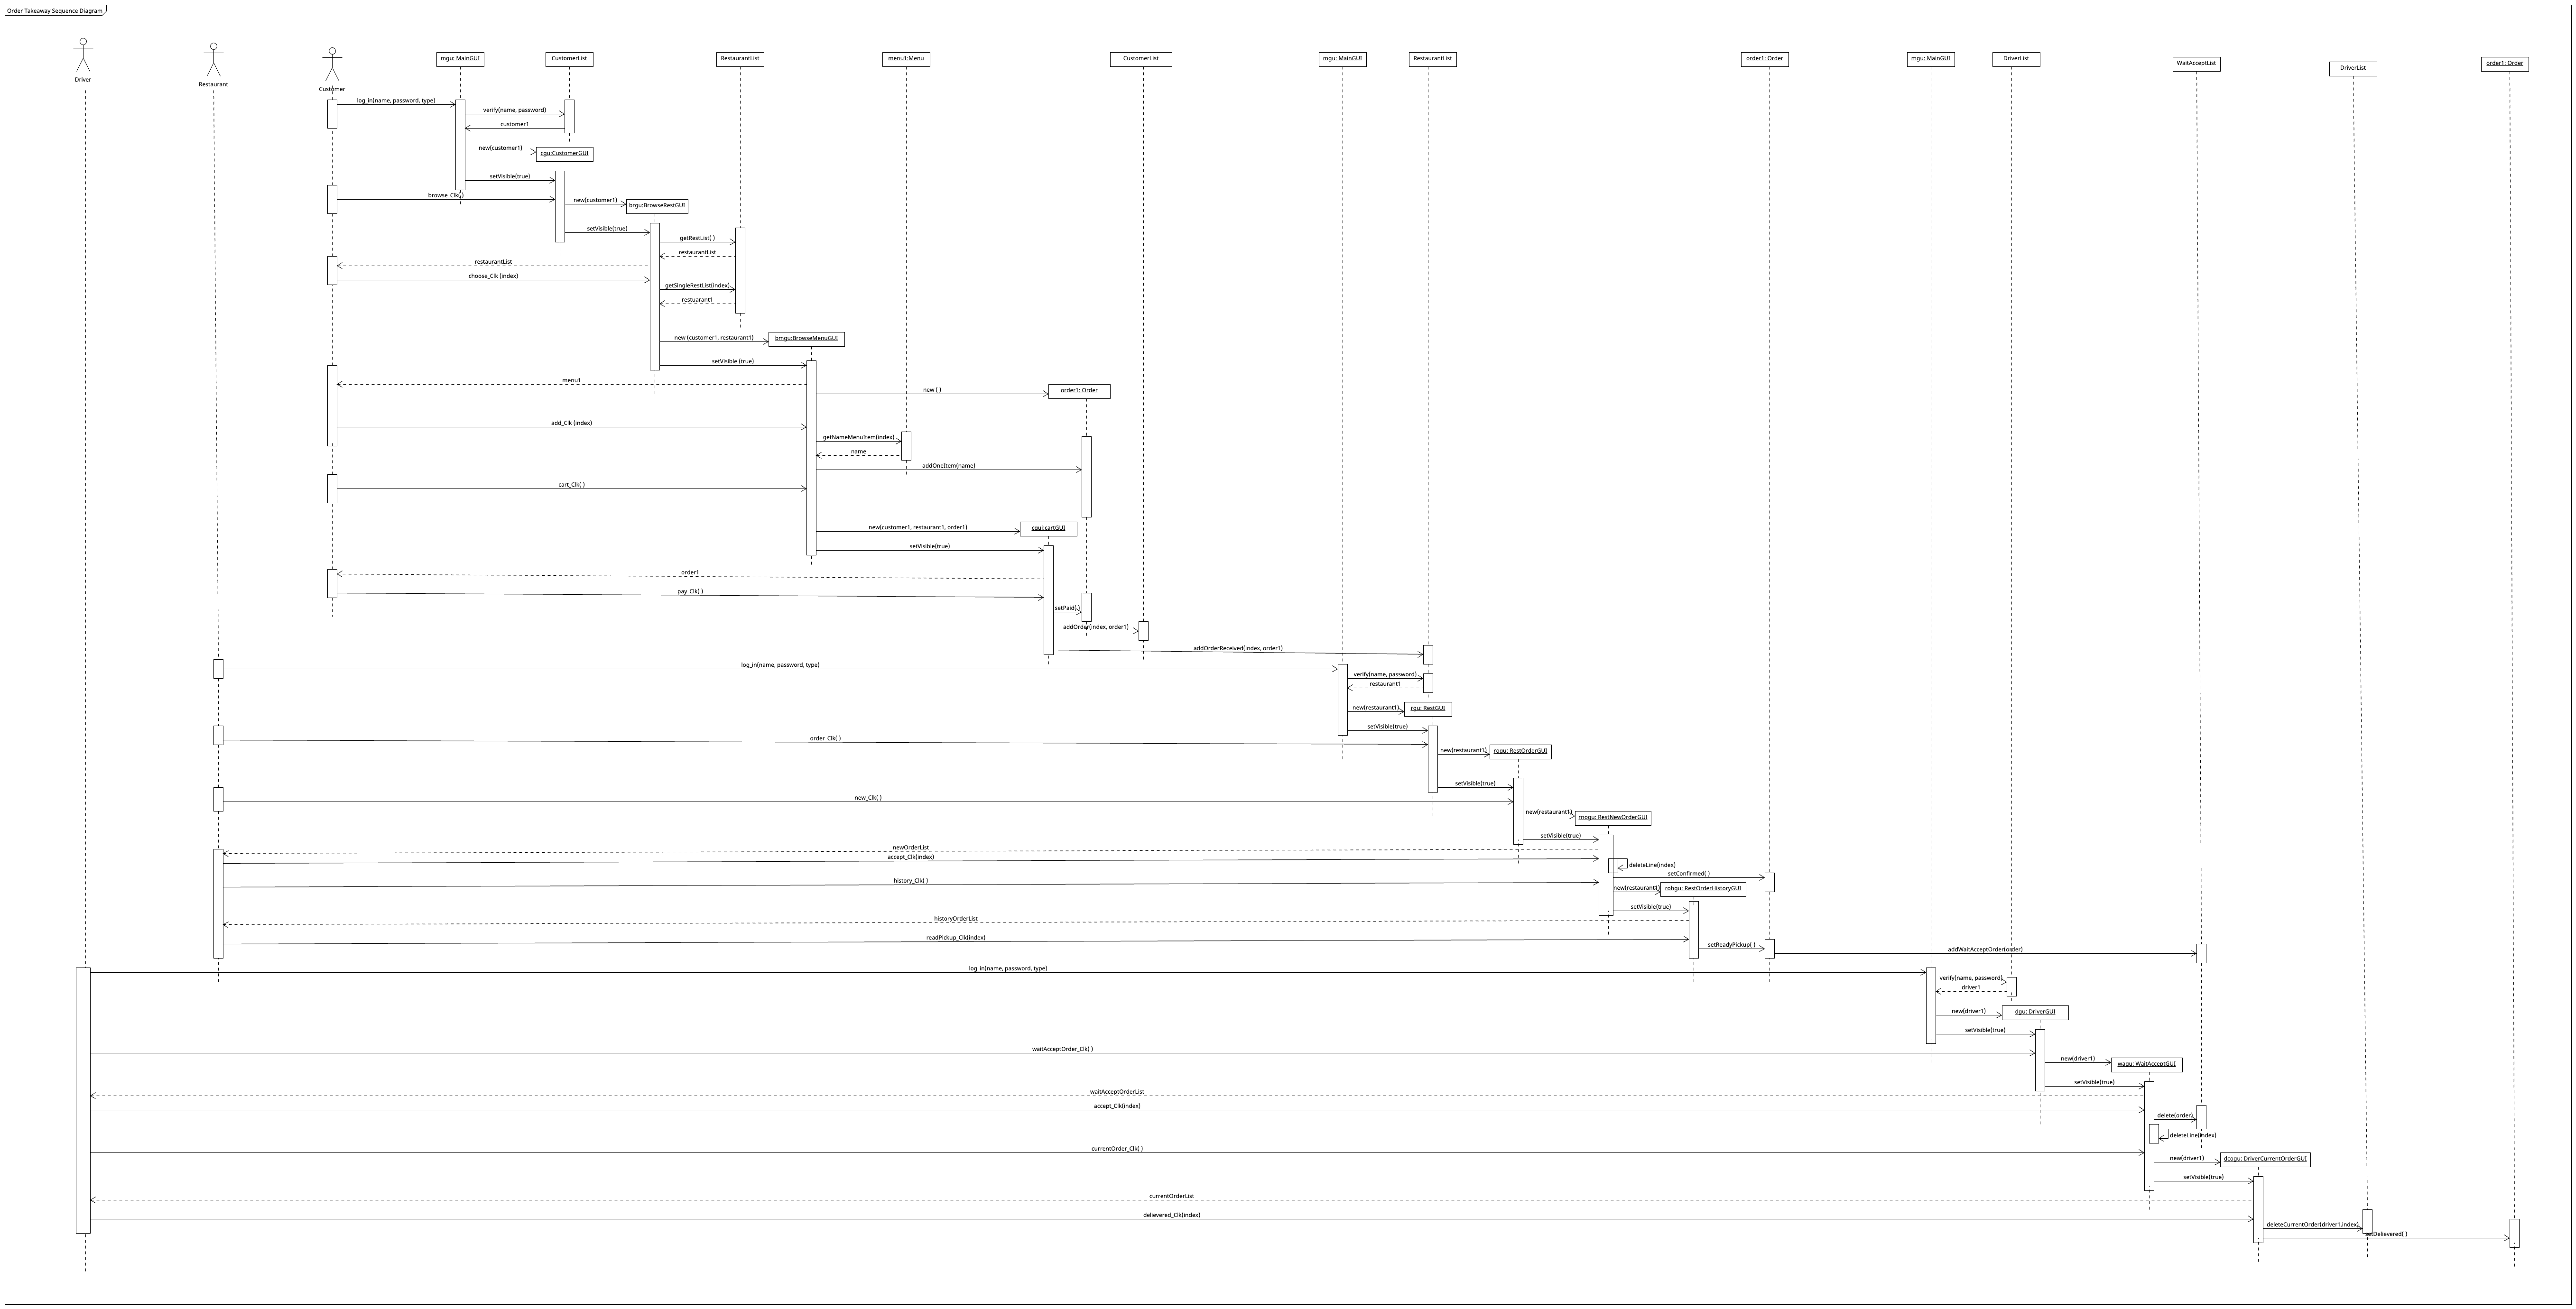 Order Takeaway Sequence Diagram
Driver
Restaurant
Customer
mgu: MainGUI
CustomerList
RestaurantList
menu1:Menu
CustomerList
mgu: MainGUI
RestaurantList
order1: Order
mgu: MainGUI
DriverList
WaitAcceptList
DriverList
order1: Order
log_in(name, password, type)
verify(name, password)
customer1
new(customer1)
cgu:CustomerGUI
setVisible(true)
browse_Clk( )
new(customer1)
brgu:BrowseRestGUI
setVisible(true)
getRestList( )
restaurantList
restaurantList
choose_Clk (index)
getSingleRestList(index)
restuarant1
new (customer1, restaurant1)
bmgu:BrowseMenuGUI
setVisible (true)
menu1
new ( )
order1: Order
add_Clk (index)
getNameMenuItem(index)
name
addOneItem(name)
cart_Clk( )
new(customer1, restaurant1, order1)
cgui:cartGUI
setVisible(true)
order1
pay_Clk( )
setPaid( )
addOrder(index, order1)
addOrderReceived(index, order1)
log_in(name, password, type)
verify(name, password)
restaurant1
new(restaurant1)
rgu: RestGUI
setVisible(true)
order_Clk( )
new(restaurant1)
rogu: RestOrderGUI
setVisible(true)
new_Clk( )
new(restaurant1)
rnogu: RestNewOrderGUI
setVisible(true)
newOrderList
accept_Clk(index)
deleteLine(index)
setConfirmed( )
history_Clk( )
new(restaurant1)
rohgu: RestOrderHistoryGUI
setVisible(true)
historyOrderList
readPickup_Clk(index)
setReadyPickup( )
addWaitAcceptOrder(order)
log_in(name, password, type)
verify(name, password)
driver1
new(driver1)
dgu: DriverGUI
setVisible(true)
waitAcceptOrder_Clk( )
new(driver1)
wagu: WaitAcceptGUI
setVisible(true)
waitAcceptOrderList
accept_Clk(index)
delete(order)
deleteLine(index)
currentOrder_Clk( )
new(driver1)
dcogu: DriverCurrentOrderGUI
setVisible(true)
currentOrderList
delievered_Clk(index)
deleteCurrentOrder(driver1,index)
setDelievered( )